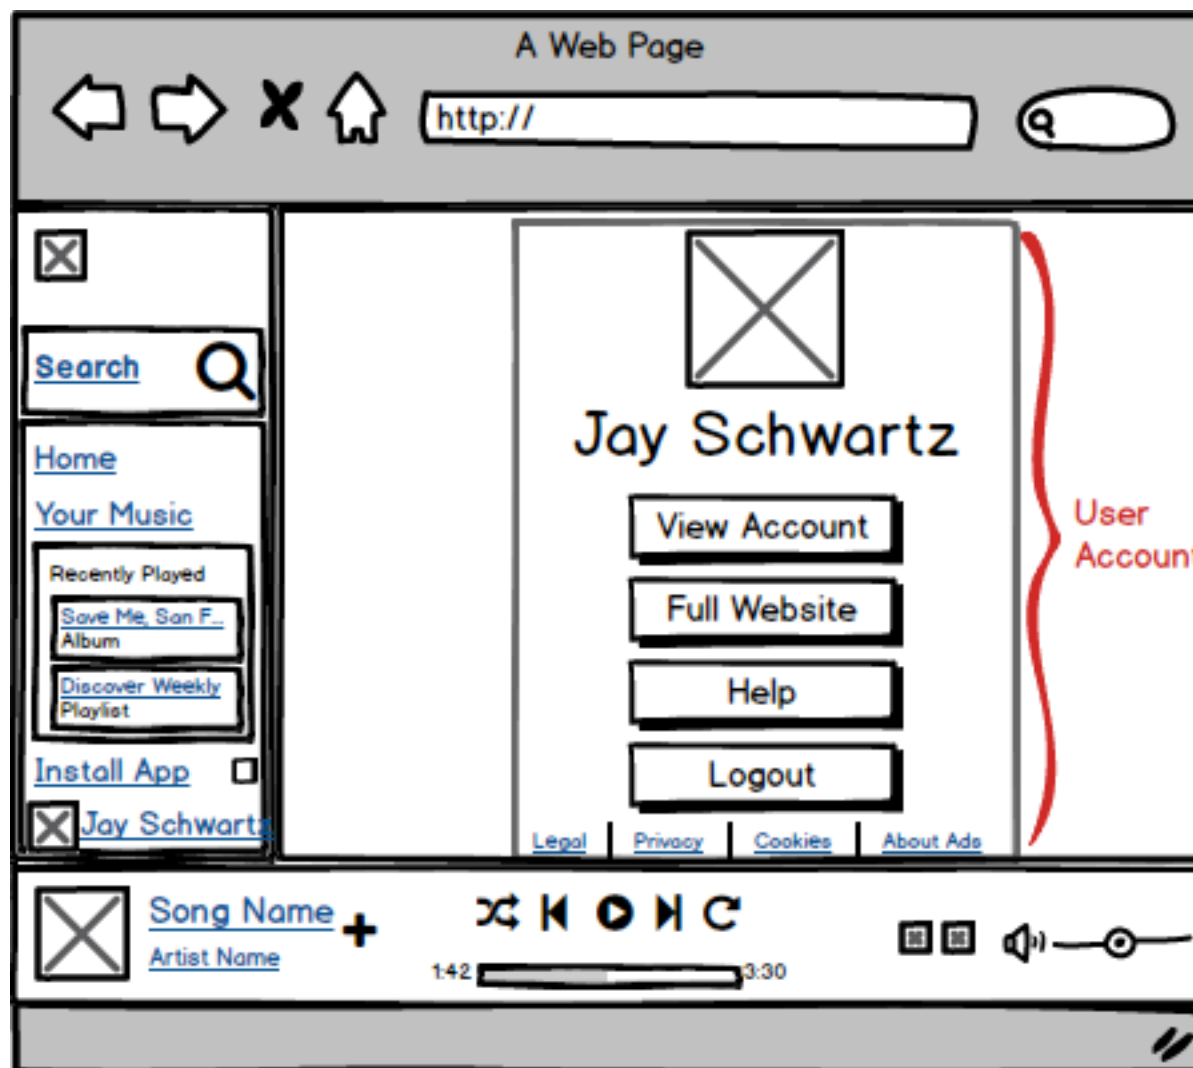 A Web Page
http://
Search
Home
Your Music
Recently Played
Save Me, San F...
Album
Discover Weekly
Playlist
Install App
Jay Schwartz
Jay Schwartz
View Account
Full Website
Help
Logout
Legal Privacy Cookies About Ads
User
Account
Song Name
Artist Name
1:42 3:30